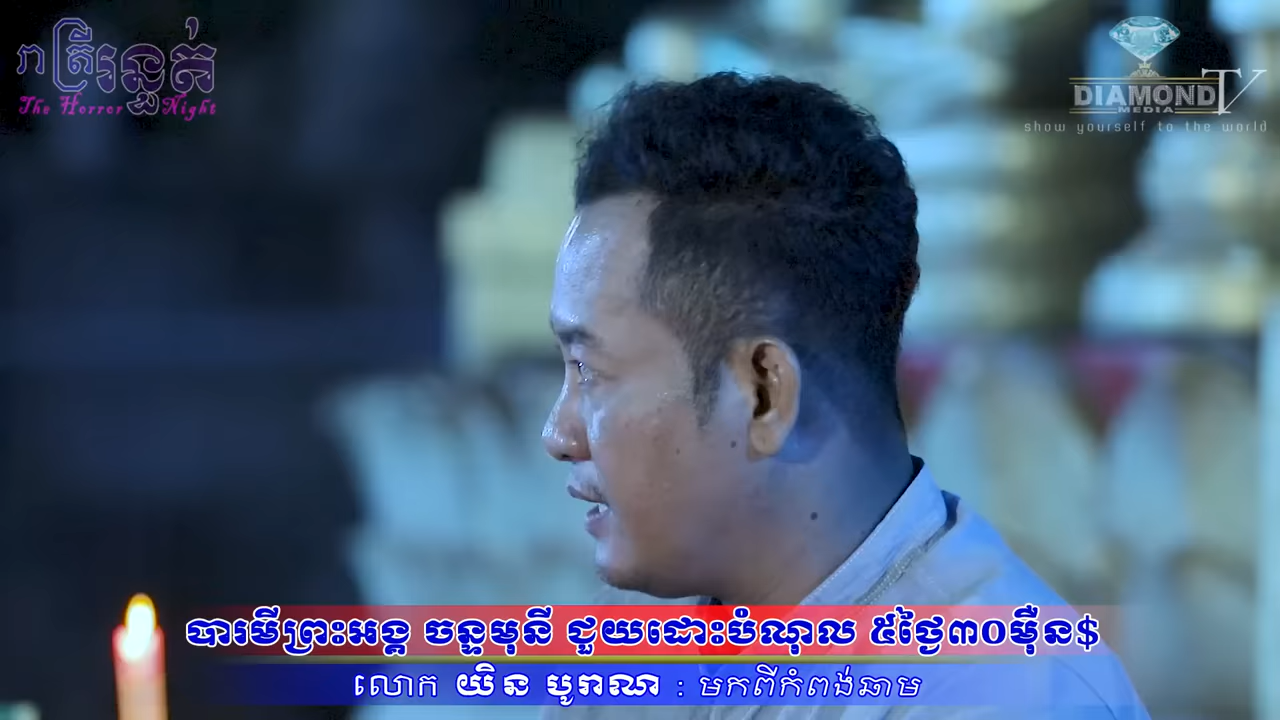 រាត្រីរន្ធត់
The Horror Night
DIAMOND TV
MEDIA
show yourself to the world
បារមីព្រះអង្គ ចន្ទមុនី ជួយដោះបំណុល ៥ថ្ងៃ៣០ម៉ឺន$
លោក យិន បូរាណ : មកពីកំពង់ឆាម